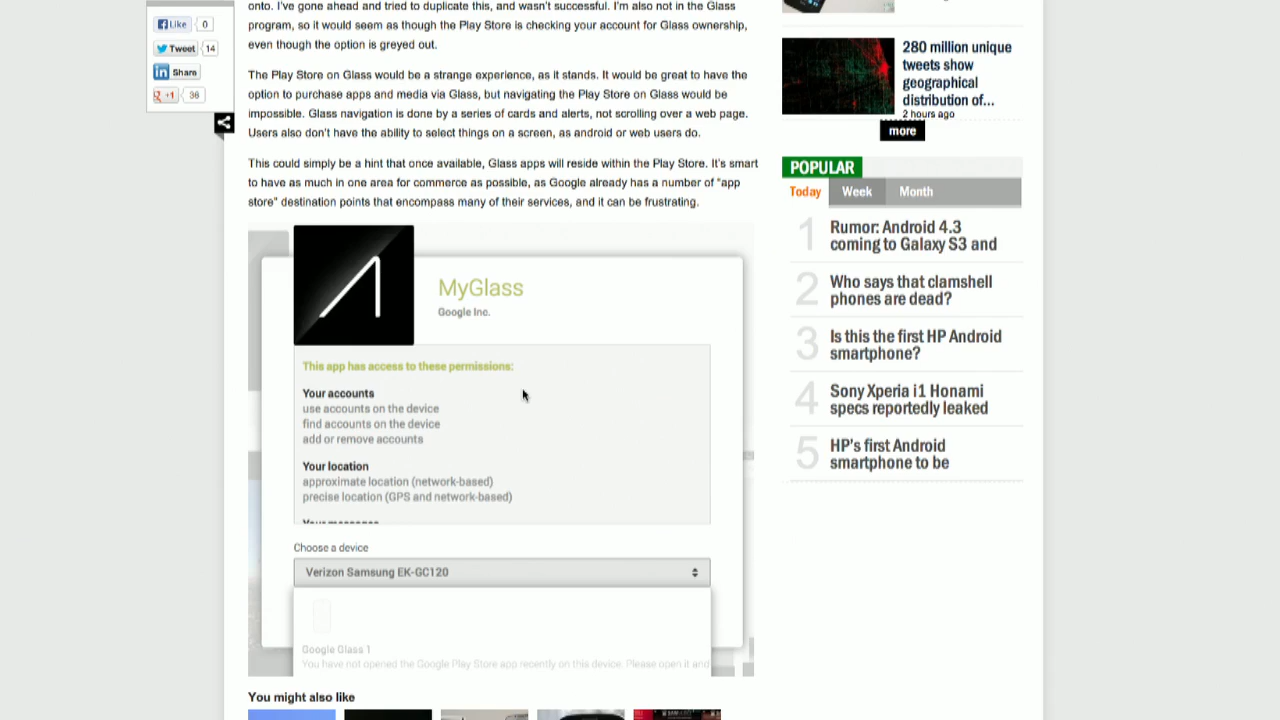 Like 0
Tweet 14
Share
+1 36
onto. I've gone ahead and tried to duplicate this, and wasn't successful. I'm also not in the Glass
program, so it would seem as though the Play Store is checking your account for Glass ownership,
even though the option is greyed out.
The Play Store on Glass would be a strange experience, as it stands. It would be great to have the
option to purchase apps and media via Glass, but navigating the Play Store on Glass would be
impossible. Glass navigation is done by a series of cards and alerts, not scrolling over a web page.
Users also don't have the ability to select things on a screen, as android or web users do.
This could simply be a hint that once available, Glass apps will reside within the Play Store. It's smart
to have as much in one area for commerce as possible, as Google already has a number of "app
store" destination points that encompass many of their services, and it can be frustrating.
MyGlass
Google Inc.
This app has access to these permissions:
Your accounts
use accounts on the device
find accounts on the device
add or remove accounts
Your location
approximate location (network-based)
precise location (GPS and network-based)
Your messages
Choose a device
Verizon Samsung EK-GC120
Google Glass 1
You have not opened the Google Play Store app recently on this device. Please open it and
You might also like
280 million unique
tweets show
geographical
distribution of...
2 hours ago
more
POPULAR
Today Week Month
1 Rumor: Android 4.3
coming to Galaxy S3 and
2 Who says that clamshell
phones are dead?
3 Is this the first HP Android
smartphone?
4 Sony Xperia i1 Honami
specs reportedly leaked
5 HP's first Android
smartphone to be